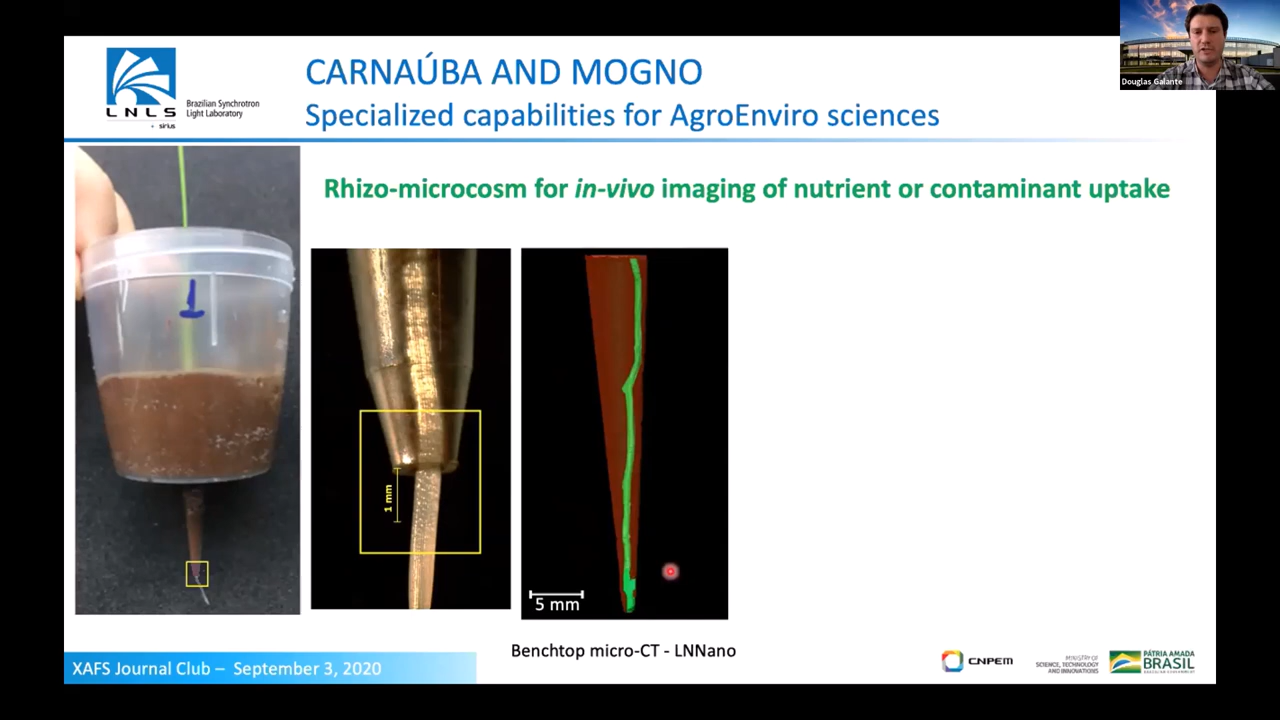 Douglas Galante
LNLS
Brazilian Synchrotron
Light Laboratory
+ sirius
CARNAÚBA AND MOGNO
Specialized capabilities for AgroEnviro sciences
Rhizo-microcosm for in-vivo imaging of nutrient or contaminant uptake
1
1 mm
5 mm
Benchtop micro-CT - LNNano
XAFS Journal Club – September 3, 2020
CNPEM
MINISTRY OF
SCIENCE, TECHNOLOGY
AND INNOVATIONS
PÁTRIA AMADA
BRASIL